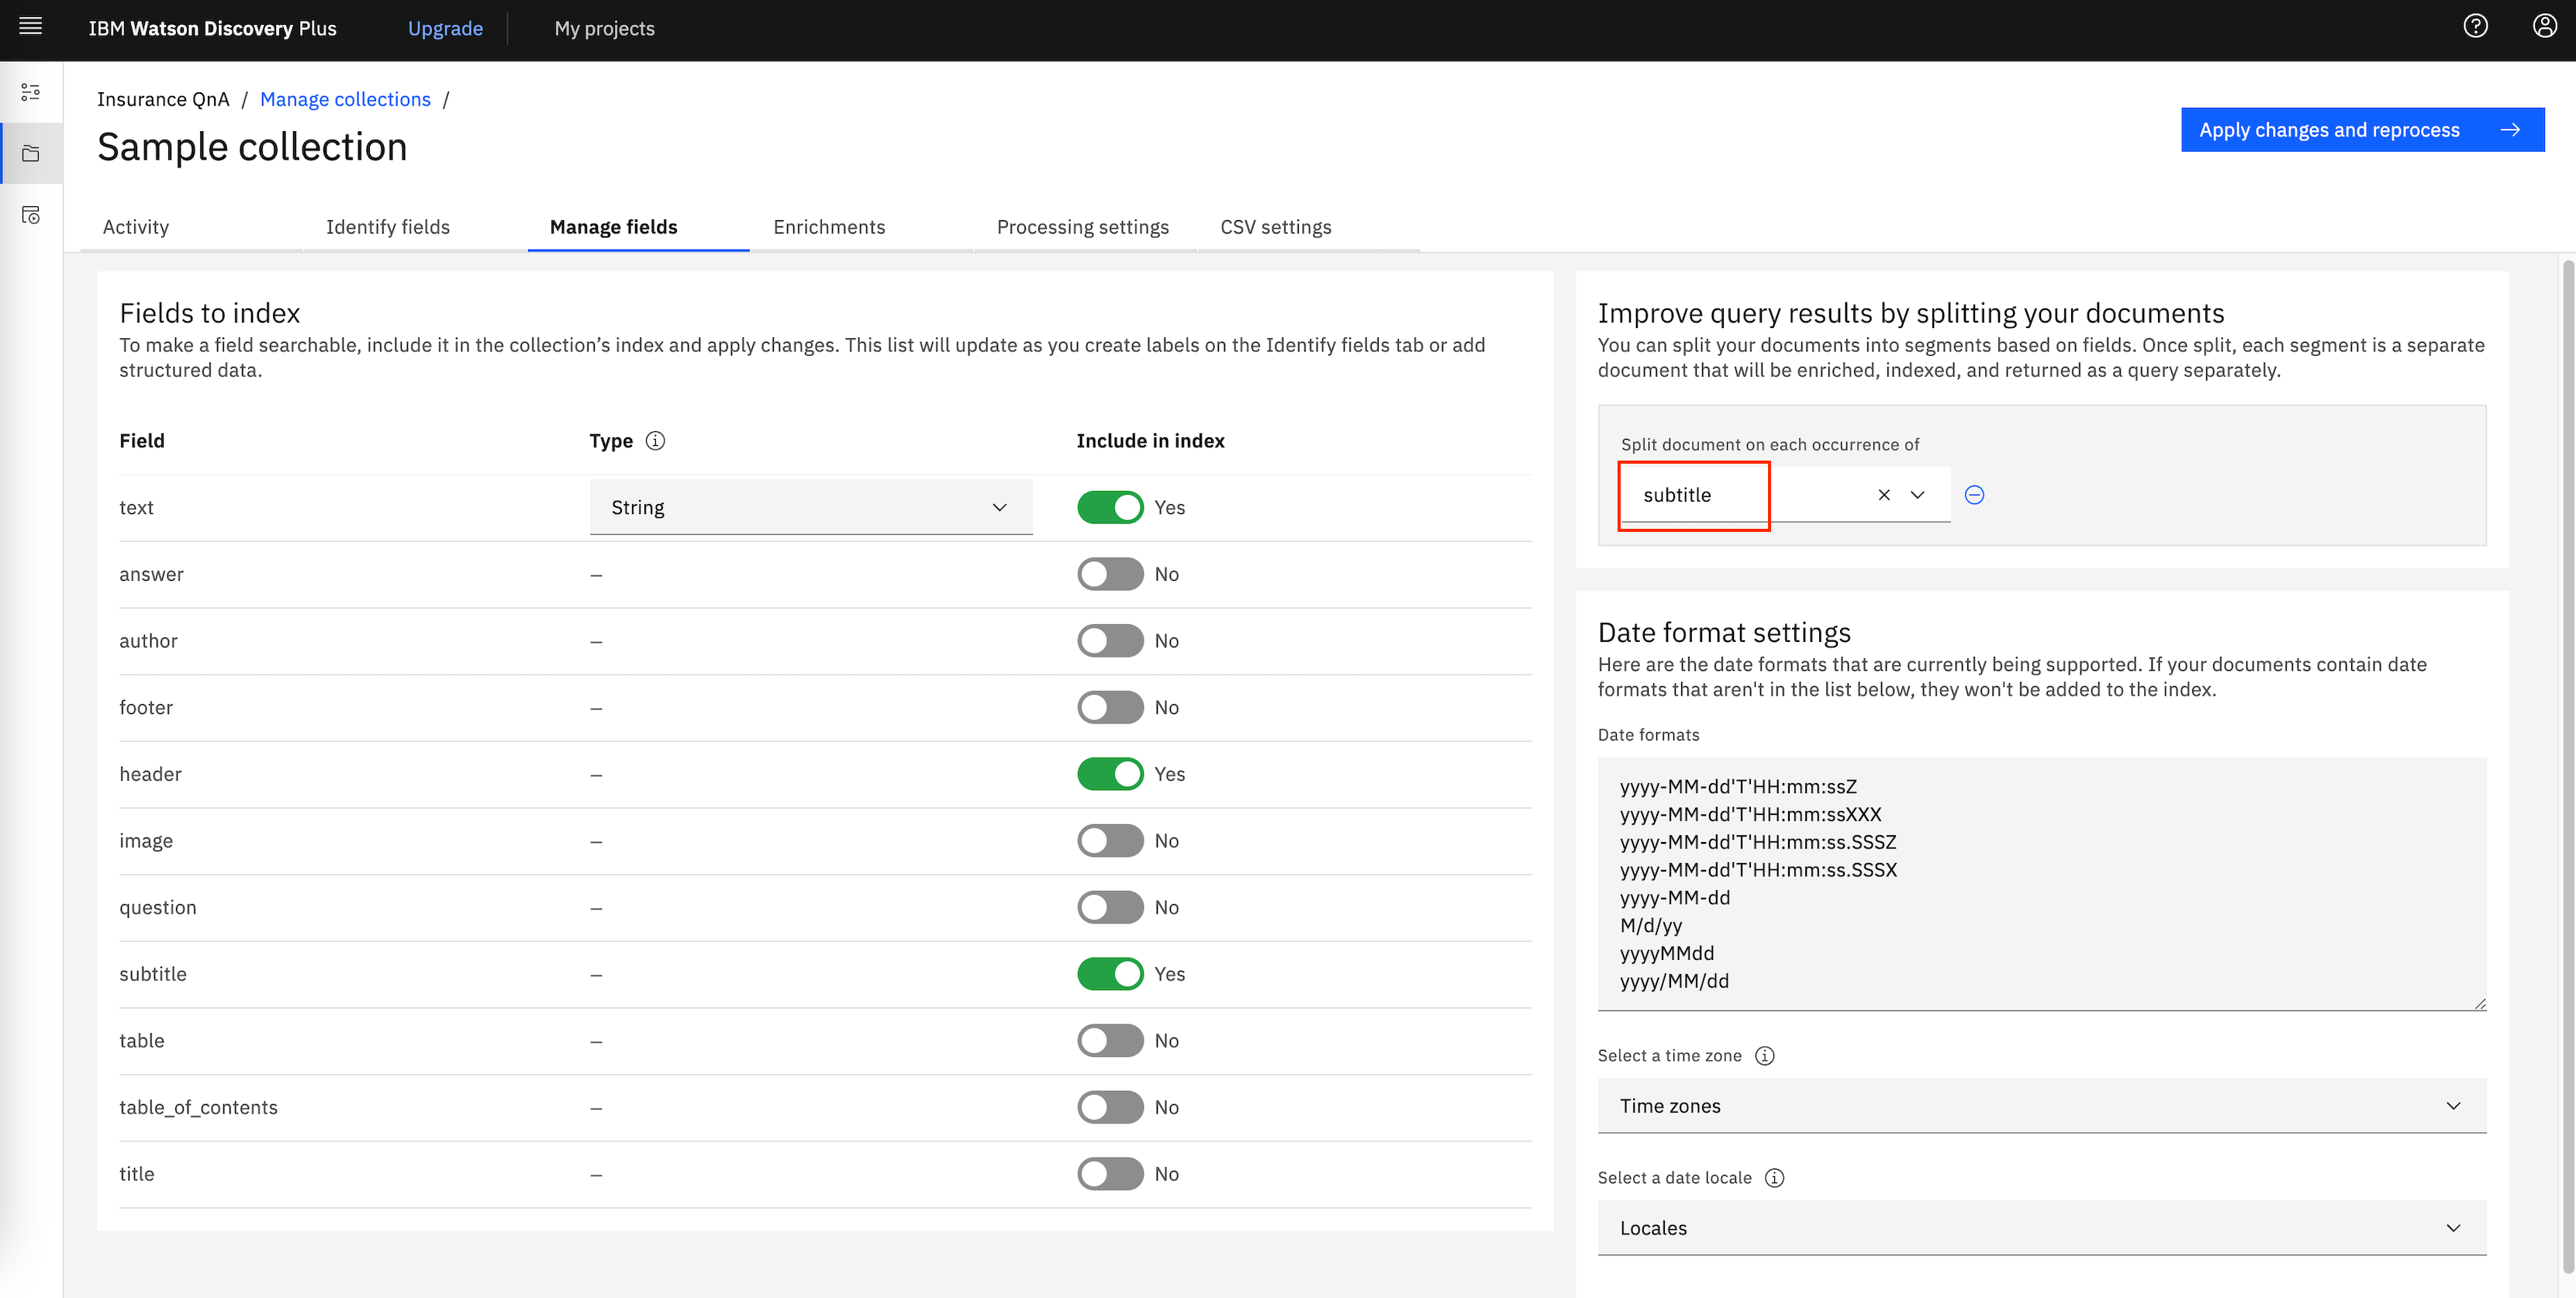 IBM Watson Discovery Plus
Upgrade
My projects
Insurance QnA / Manage collections /
Sample collection
Apply changes and reprocess
Activity
Identify fields
Manage fields
Enrichments
Processing settings
CSV settings
Fields to index
To make a field searchable, include it in the collection’s index and apply changes. This list will update as you create labels on the Identify fields tab or add
structured data.
Field Type Include in index
text String Yes
answer – No
author – No
footer – No
header – Yes
image – No
question – No
subtitle – Yes
table – No
table_of_contents – No
title – No
Improve query results by splitting your documents
You can split your documents into segments based on fields. Once split, each segment is a separate
document that will be enriched, indexed, and returned as a query separately.
Split document on each occurrence of
subtitle
Date format settings
Here are the date formats that are currently being supported. If your documents contain date
formats that aren't in the list below, they won't be added to the index.
Date formats
yyyy-MM-dd'T'HH:mm:ssZ
yyyy-MM-dd'T'HH:mm:ssXXX
yyyy-MM-dd'T'HH:mm:ss.SSSZ
yyyy-MM-dd'T'HH:mm:ss.SSSX
yyyy-MM-dd
M/d/yy
yyyyMMdd
yyyy/MM/dd
Select a time zone
Time zones
Select a date locale
Locales